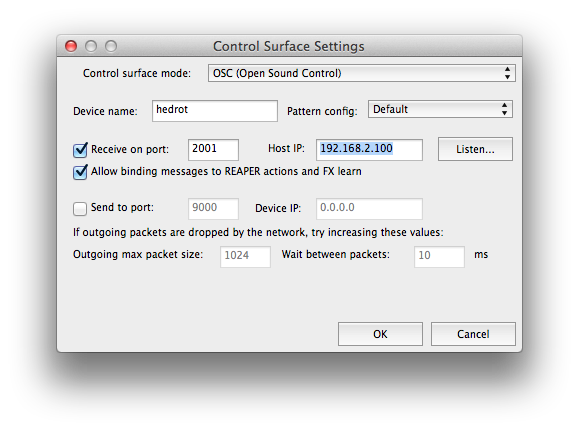 Control Surface Settings
Control surface mode: OSC (Open Sound Control)
Device name: hedrot Pattern config: Default
Receive on port: 2001 Host IP: 192.168.2.100 Listen...
Allow binding messages to REAPER actions and FX learn
Send to port: 9000 Device IP: 0.0.0.0
If outgoing packets are dropped by the network, try increasing these values:
Outgoing max packet size: 1024 Wait between packets: 10 ms
OK Cancel